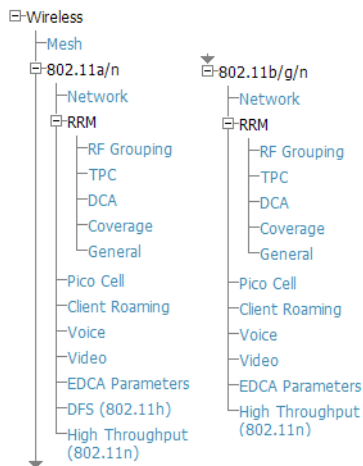 Wireless
Mesh
802.11a/n
Network
RRM
RF Grouping
TPC
DCA
Coverage
General
Pico Cell
Client Roaming
Voice
Video
EDCA Parameters
DFS (802.11h)
High Throughput
(802.11n)
802.11b/g/n
Network
RRM
RF Grouping
TPC
DCA
Coverage
General
Pico Cell
Client Roaming
Voice
Video
EDCA Parameters
High Throughput
(802.11n)